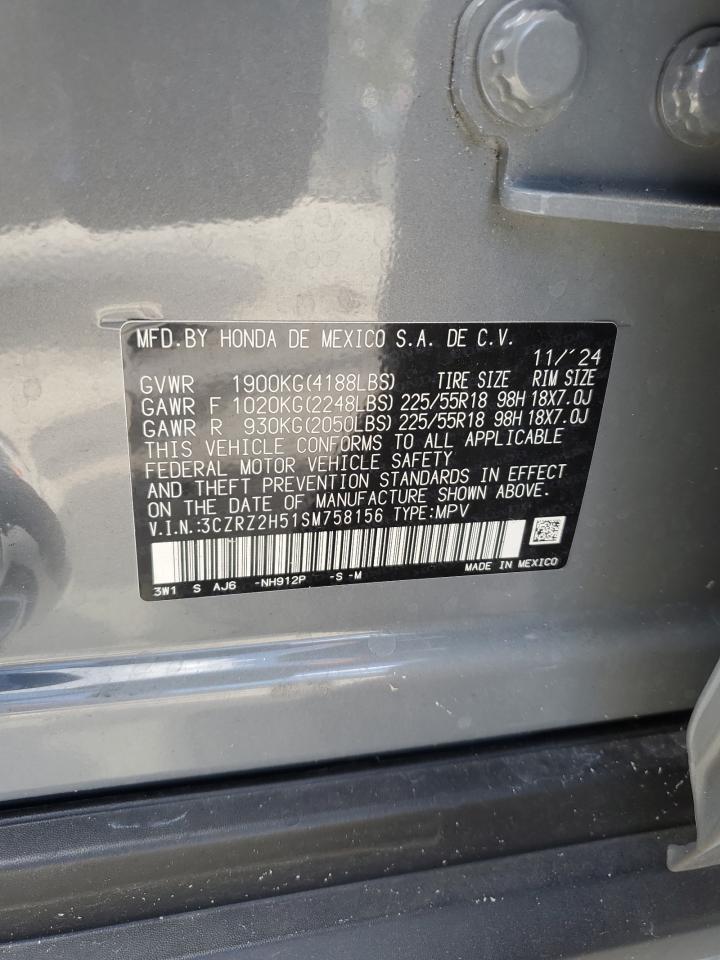 MFD.BY HONDA DE MEXICO S.A. DE C.V.
11/´24
GVWR 1900KG(4188LBS) TIRE SIZE RIM SIZE
GAWR F 1020KG(2248LBS) 225/55R18 98H 18X7.0J
GAWR R 930KG(2050LBS) 225/55R18 98H 18X7.0J
THIS VEHICLE CONFORMS TO ALL APPLICABLE
FEDERAL MOTOR VEHICLE SAFETY
AND THEFT PREVENTION STANDARDS IN EFFECT
ON THE DATE OF MANUFACTURE SHOWN ABOVE.
V.I.N.:3CZRZ2H51SM758156 TYPE:MPV
3W1 S AJ6 -NH912P -S -M MADE IN MEXICO